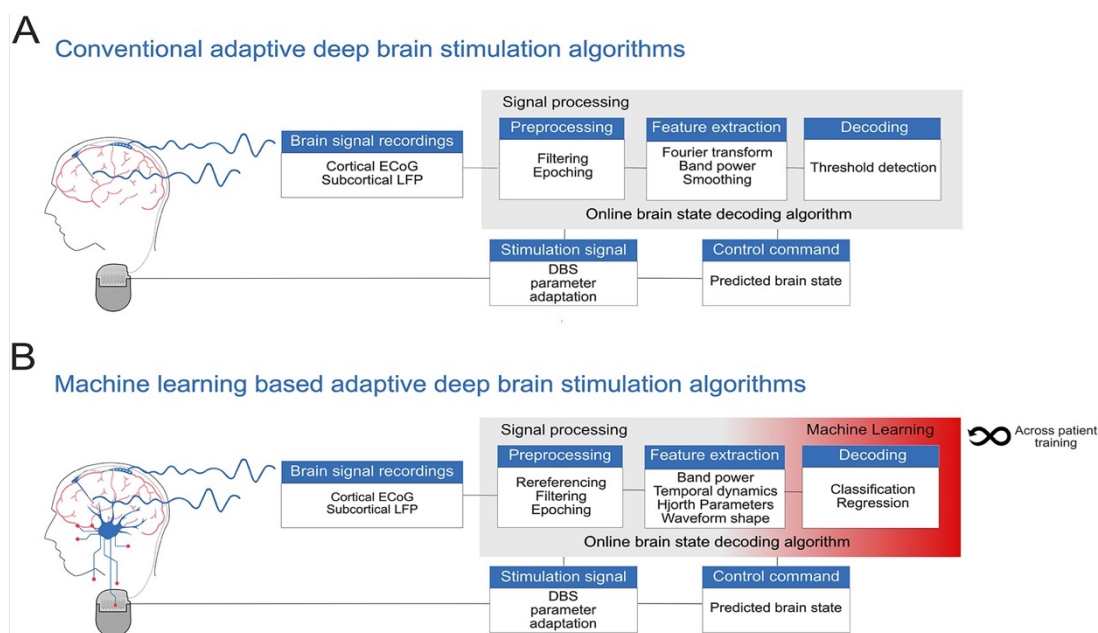 A
Conventional adaptive deep brain stimulation algorithms
Signal processing
Brain signal recordings
Cortical ECoG
Subcortical LFP
Preprocessing
Filtering
Epoching
Feature extraction
Fourier transform
Band power
Smoothing
Decoding
Threshold detection
Online brain state decoding algorithm
Stimulation signal
DBS
parameter
adaptation
Control command
Predicted brain state
B
Machine learning based adaptive deep brain stimulation algorithms
Signal processing
Machine Learning
Across patient
training
Brain signal recordings
Cortical ECoG
Subcortical LFP
Preprocessing
Rereferencing
Filtering
Epoching
Feature extraction
Band power
Temporal dynamics
Hjorth Parameters
Waveform shape
Decoding
Classification
Regression
Online brain state decoding algorithm
Stimulation signal
DBS
parameter
adaptation
Control command
Predicted brain state